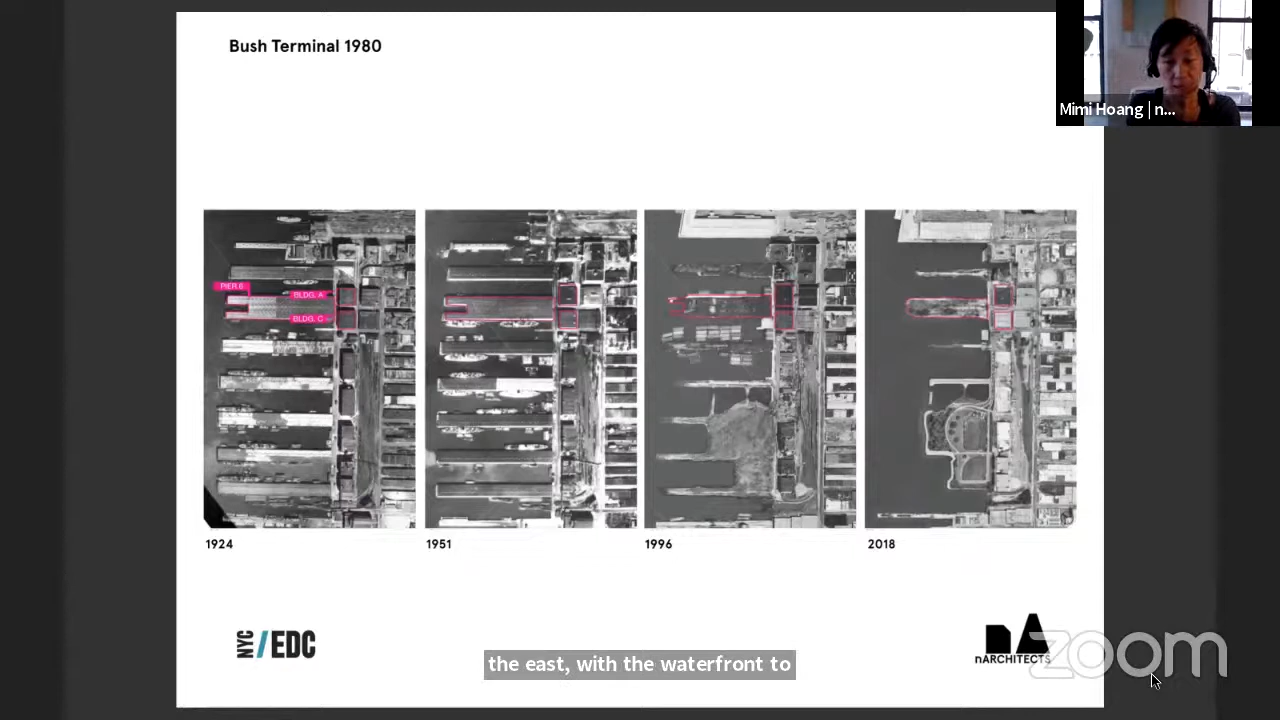 Bush Terminal 1980
Mimi Hoang | n...
PIER 6
BLDG. A
BLDG. C
1924
1951
1996
2018
NYC / EDC
nARCHITECTS
the east, with the waterfront to
zoom